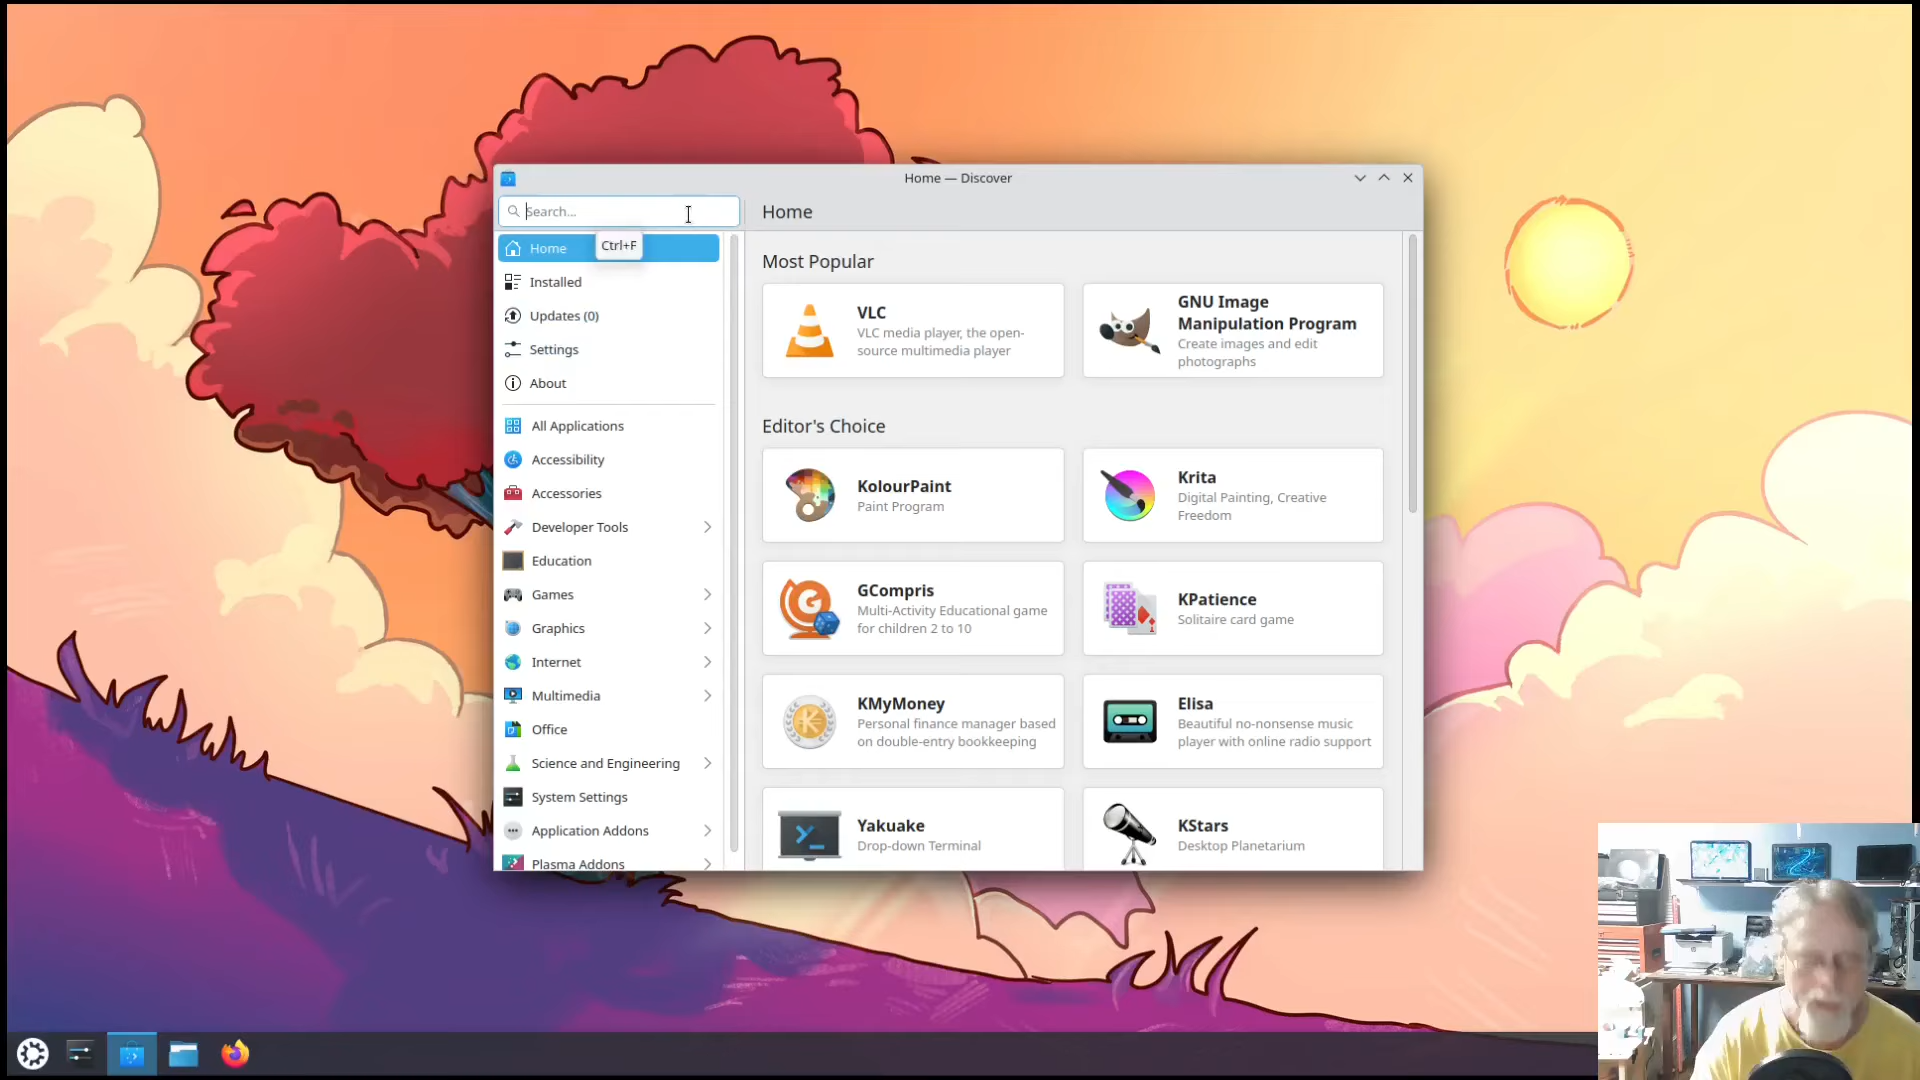 Home — Discover
Search...
Home
Ctrl+F
Home
Installed
Updates (0)
Settings
About
All Applications
Accessibility
Accessories
Developer Tools
Education
Games
Graphics
Internet
Multimedia
Office
Science and Engineering
System Settings
Application Addons
Plasma Addons
Most Popular
VLC
VLC media player, the open-
source multimedia player
GNU Image
Manipulation Program
Create images and edit
photographs
Editor's Choice
KolourPaint
Paint Program
Krita
Digital Painting, Creative
Freedom
GCompris
Multi-Activity Educational game
for children 2 to 10
KPatience
Solitaire card game
KMyMoney
Personal finance manager based
on double-entry bookkeeping
Elisa
Beautiful no-nonsense music
player with online radio support
Yakuake
Drop-down Terminal
KStars
Desktop Planetarium